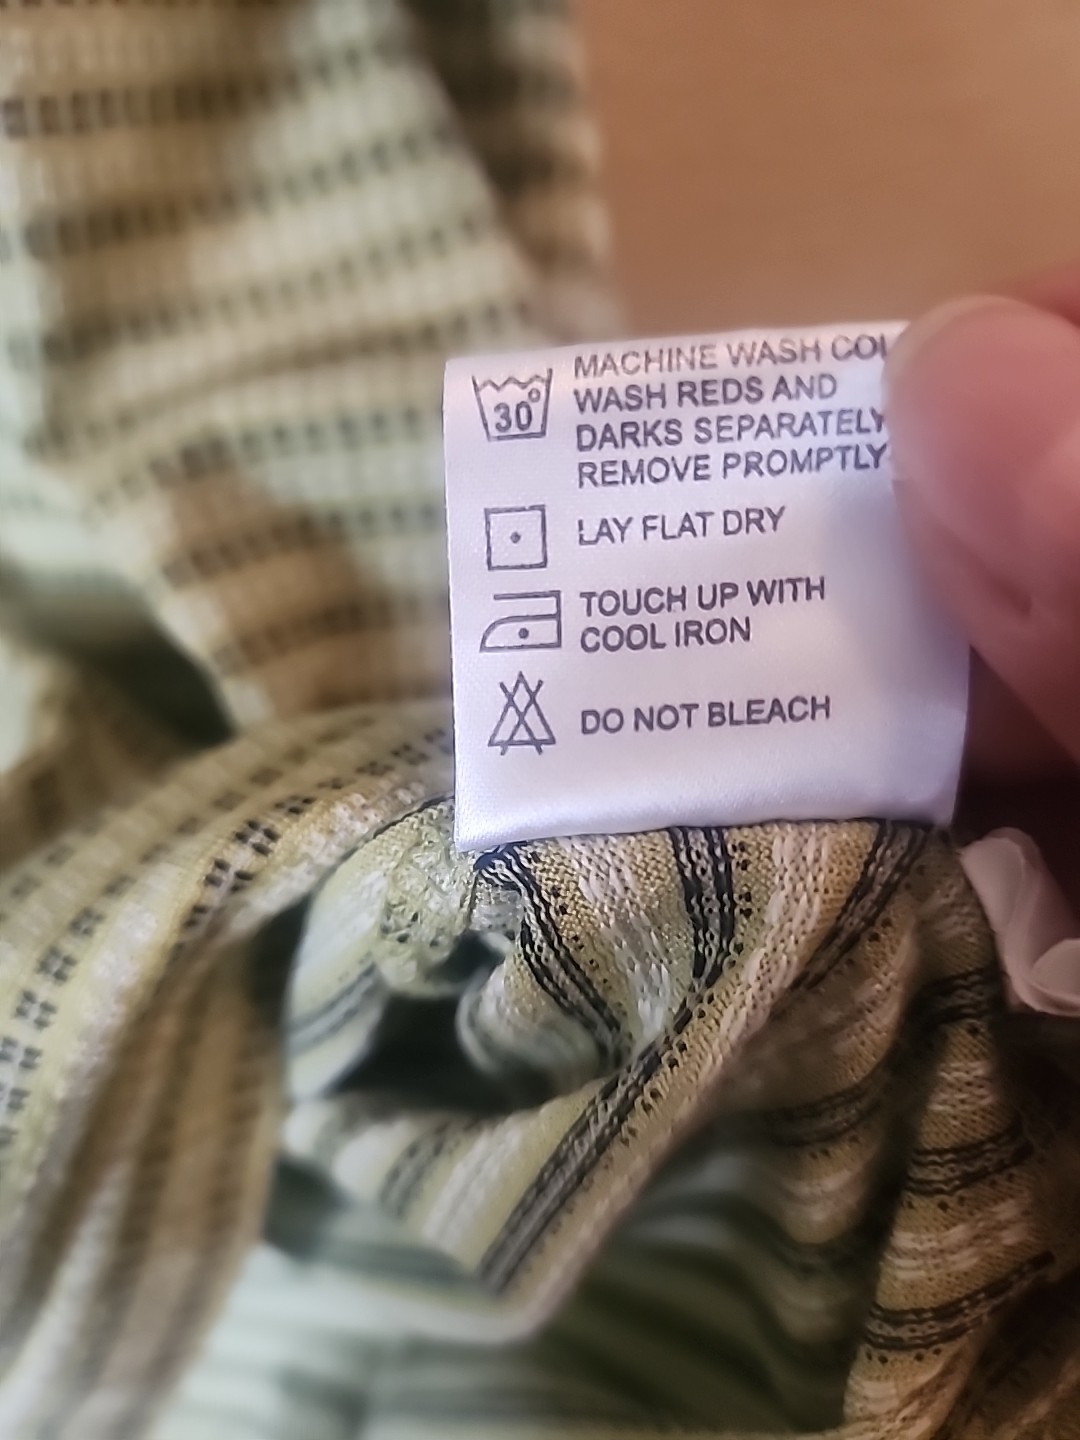 30°
MACHINE WASH
WASH REDS AND
DARKS SEPARATELY
REMOVE PROMPTLY
LAY FLAT DRY
TOUCH UP WITH
COOL IRON
DO NOT BLEACH